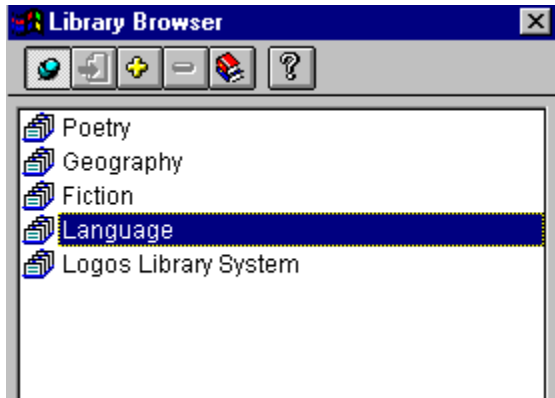 Library Browser
?
Poetry
Geography
Fiction
Language
Logos Library System